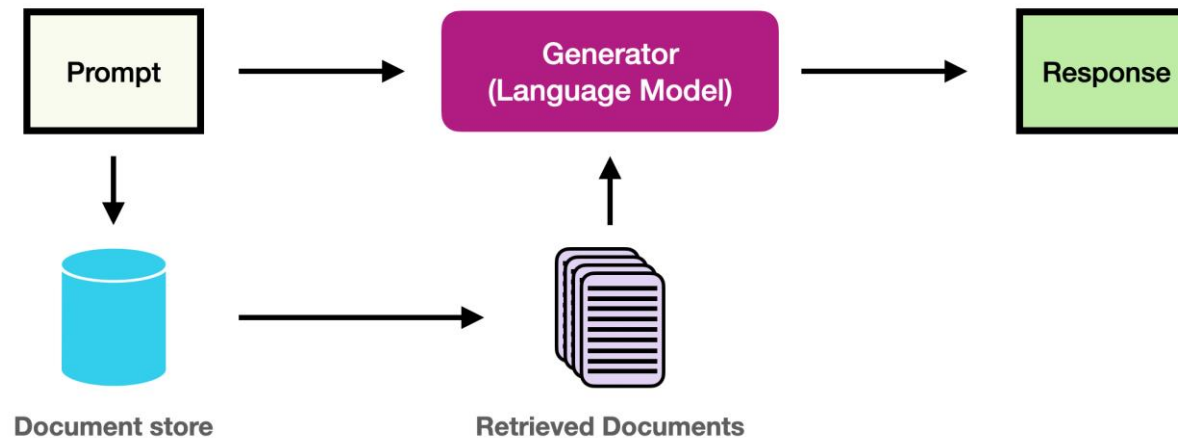 Prompt
Generator
(Language Model)
Response
Document store
Retrieved Documents